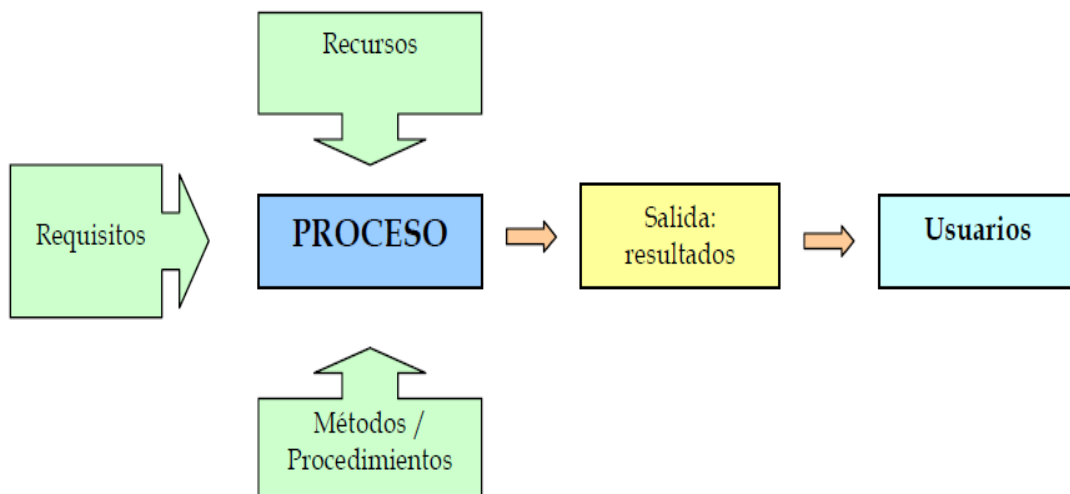 Recursos
Requisitos
PROCESO
Salida:
resultados
Usuarios
Métodos /
Procedimientos